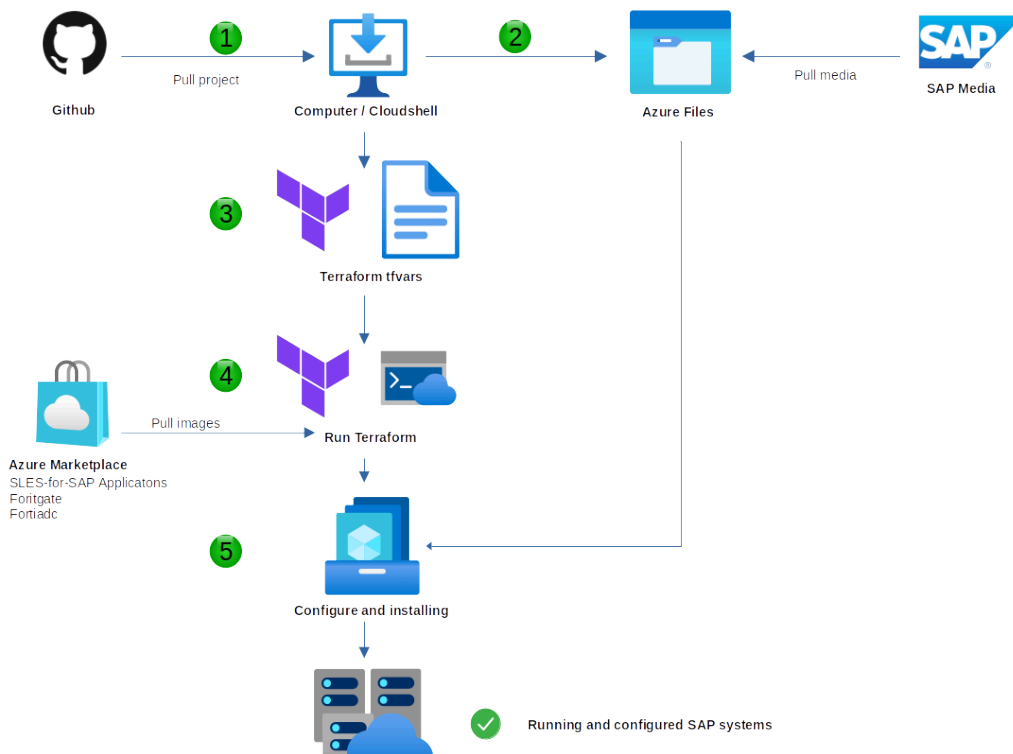 1
2
Pull project
Pull media
SAP
®
Github
Computer / Cloudshell
Azure Files
SAP Media
3
Terraform tfvars
4
>_
Pull images
Run Terraform
Azure Marketplace
SLES-for-SAP Applicatons
Foritgate
Fortiadc
5
Configure and installing
Running and configured SAP systems